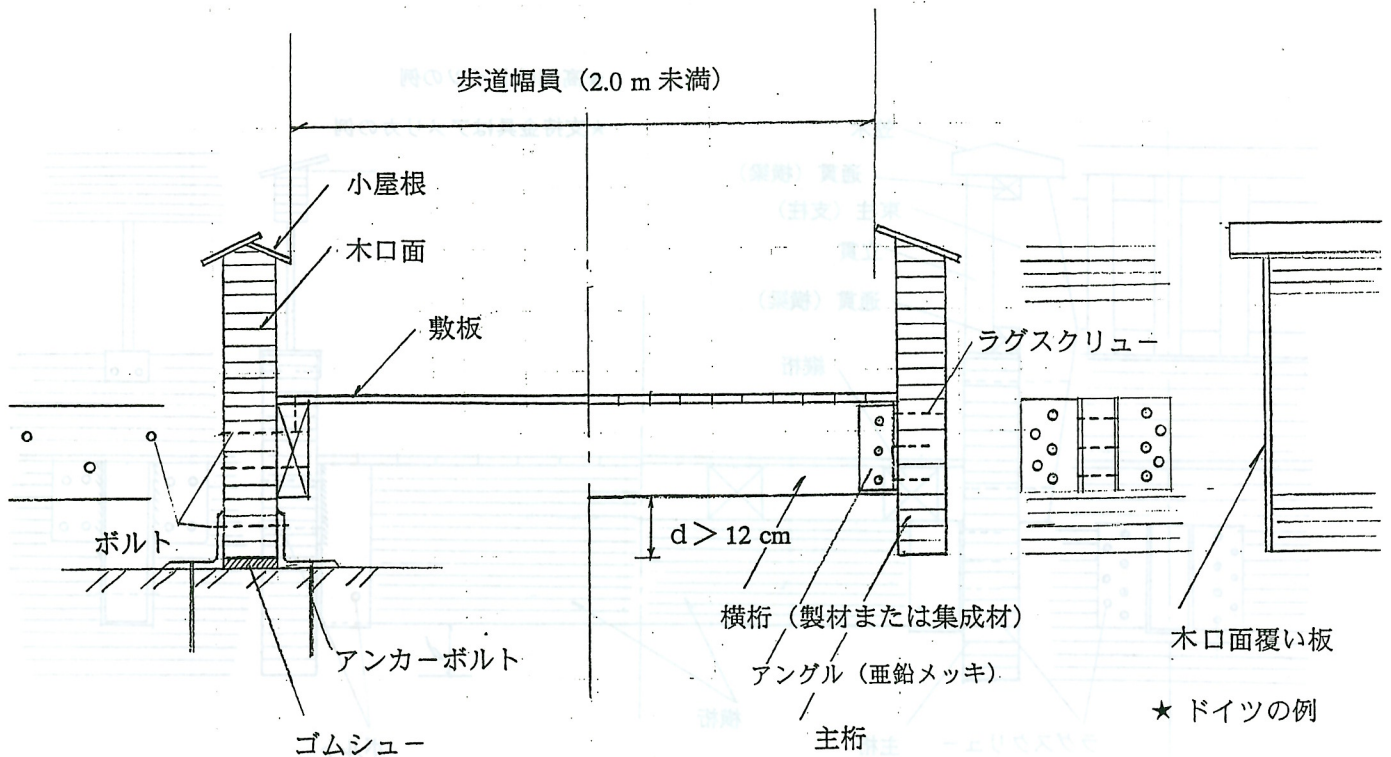 歩道幅員（2.0 m 未満）
小屋根
木口面
敷板
ラグスクリュー
ボルト
d＞12 cm
横桁（製材または集成材）
アンカーボルト
アングル（亜鉛メッキ）
木口面覆い板
ゴムシュー
主桁
★ ドイツの例